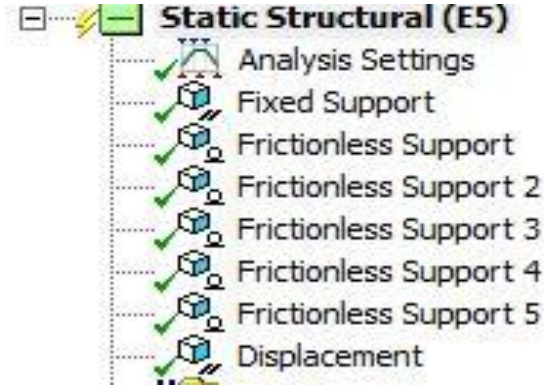 Static Structural (E5)
Analysis Settings
Fixed Support
Frictionless Support
Frictionless Support 2
Frictionless Support 3
Frictionless Support 4
Frictionless Support 5
Displacement